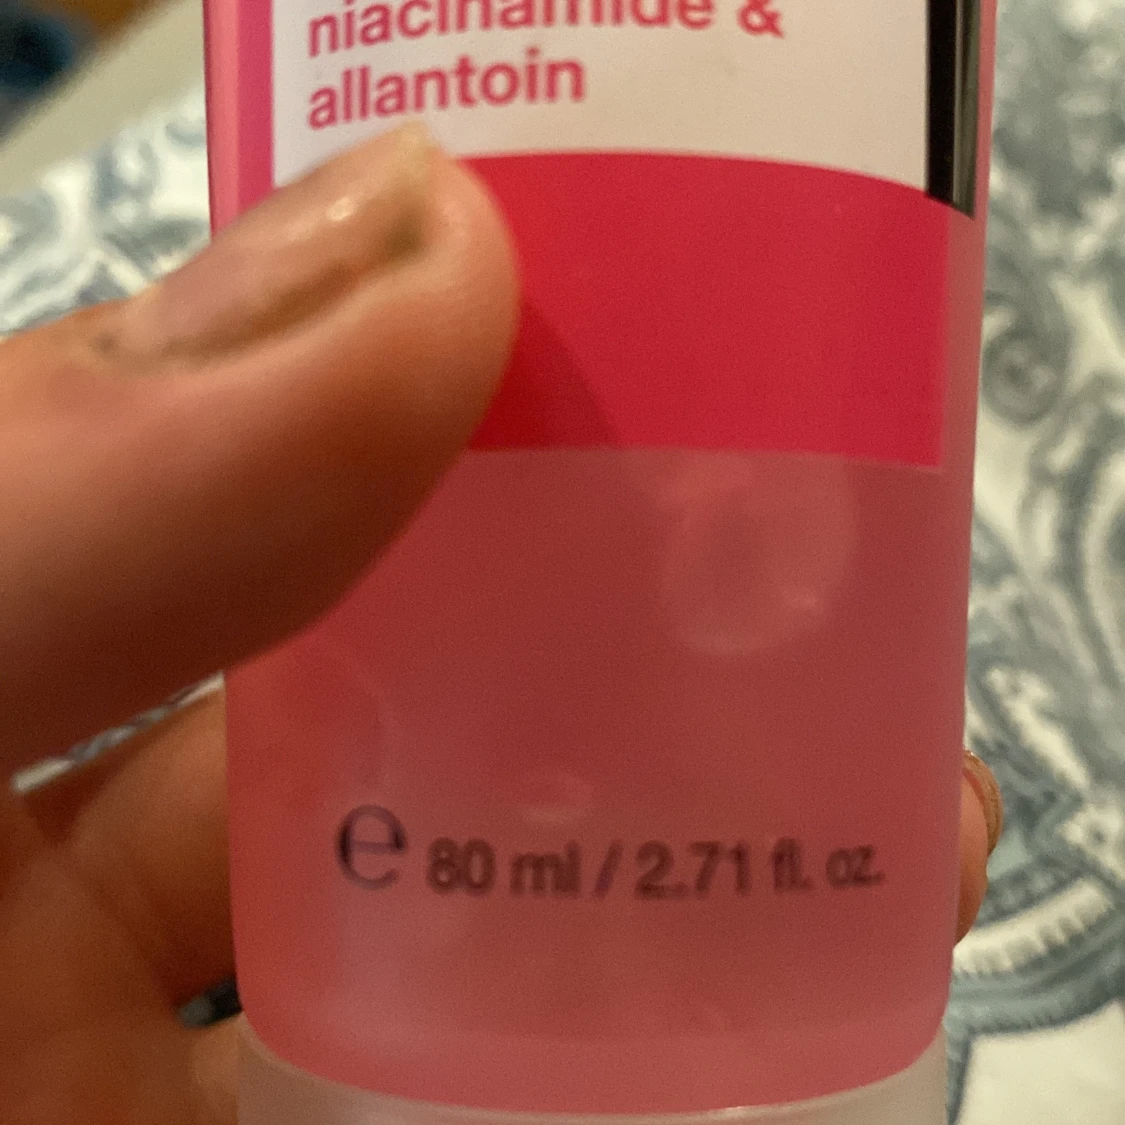 niacinamide &
allantoin
e 80 ml / 2.71 fl. oz.